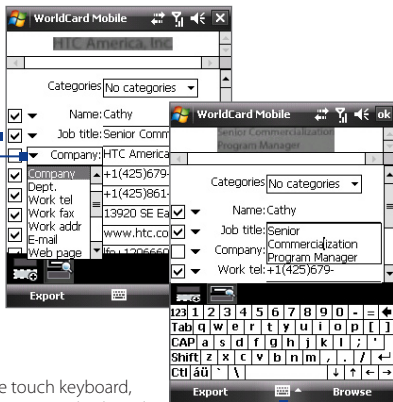 WorldCard Mobile
HTC America, Inc.
Categories No categories
Name: Cathy
Job title: Senior Comm
Company: HTC America
Company +1(425)679-
Dept.
Work tel +1(425)861-
Work fax 13920 SE Ea
Work addr
E-mail www.htc.co
Web page
Export
WorldCard Mobile ok
Senior Commercialization
Program Manager
Categories No categories
Name: Cathy
Job title: Senior
Commercialization
Program Manager
Company:
Work tel: +1(425)679-
123 1 2 3 4 5 6 7 8 9 0 - =
Tab q w e r t y u i o p [ ]
CAP a s d f g h j k l ; '
Shift z x c v b n m , . /
Ctl áü ` \
Export Browse
e touch keyboard,